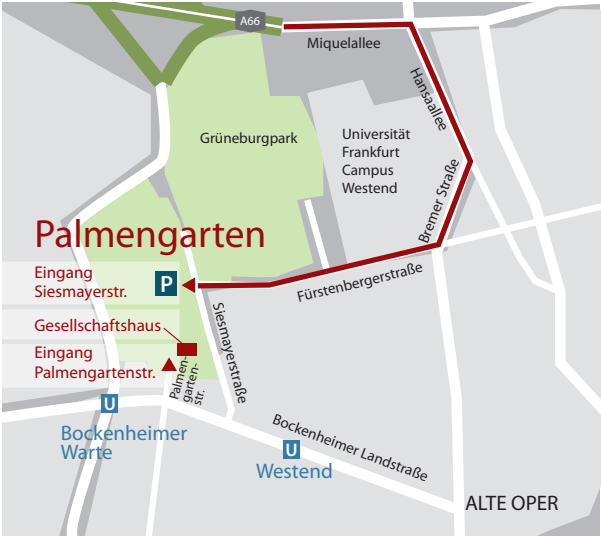 A66
Miquelallee
Hansaallee
Grüneburgpark
Universität
Frankfurt
Campus
Westend
Bremer Straße
Palmengarten
Eingang
Siesmayerstr.
P
Fürstenbergerstraße
Siesmayerstraße
Gesellschaftshaus
Eingang
Palmengartenstr.
Palmen-
garten-
str.
U
Bockenheimer
Warte
Bockenheimer Landstraße
U
Westend
ALTE OPER